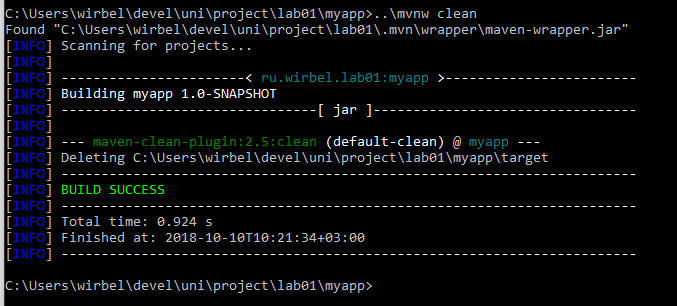 C:\Users\wirbel\devel\uni\project\lab01\myapp>..\mvnw clean
Found "C:\Users\wirbel\devel\uni\project\lab01\.mvn\wrapper\maven-wrapper.jar"
[INFO] Scanning for projects...
[INFO]
[INFO] -----------------------< ru.wirbel.lab01:myapp >------------------------
[INFO] Building myapp 1.0-SNAPSHOT
[INFO] --------------------------------[ jar ]---------------------------------
[INFO]
[INFO] --- maven-clean-plugin:2.5:clean (default-clean) @ myapp ---
[INFO] Deleting C:\Users\wirbel\devel\uni\project\lab01\myapp\target
[INFO] ------------------------------------------------------------------------
[INFO] BUILD SUCCESS
[INFO] ------------------------------------------------------------------------
[INFO] Total time: 0.924 s
[INFO] Finished at: 2018-10-10T10:21:34+03:00
[INFO] ------------------------------------------------------------------------
C:\Users\wirbel\devel\uni\project\lab01\myapp>